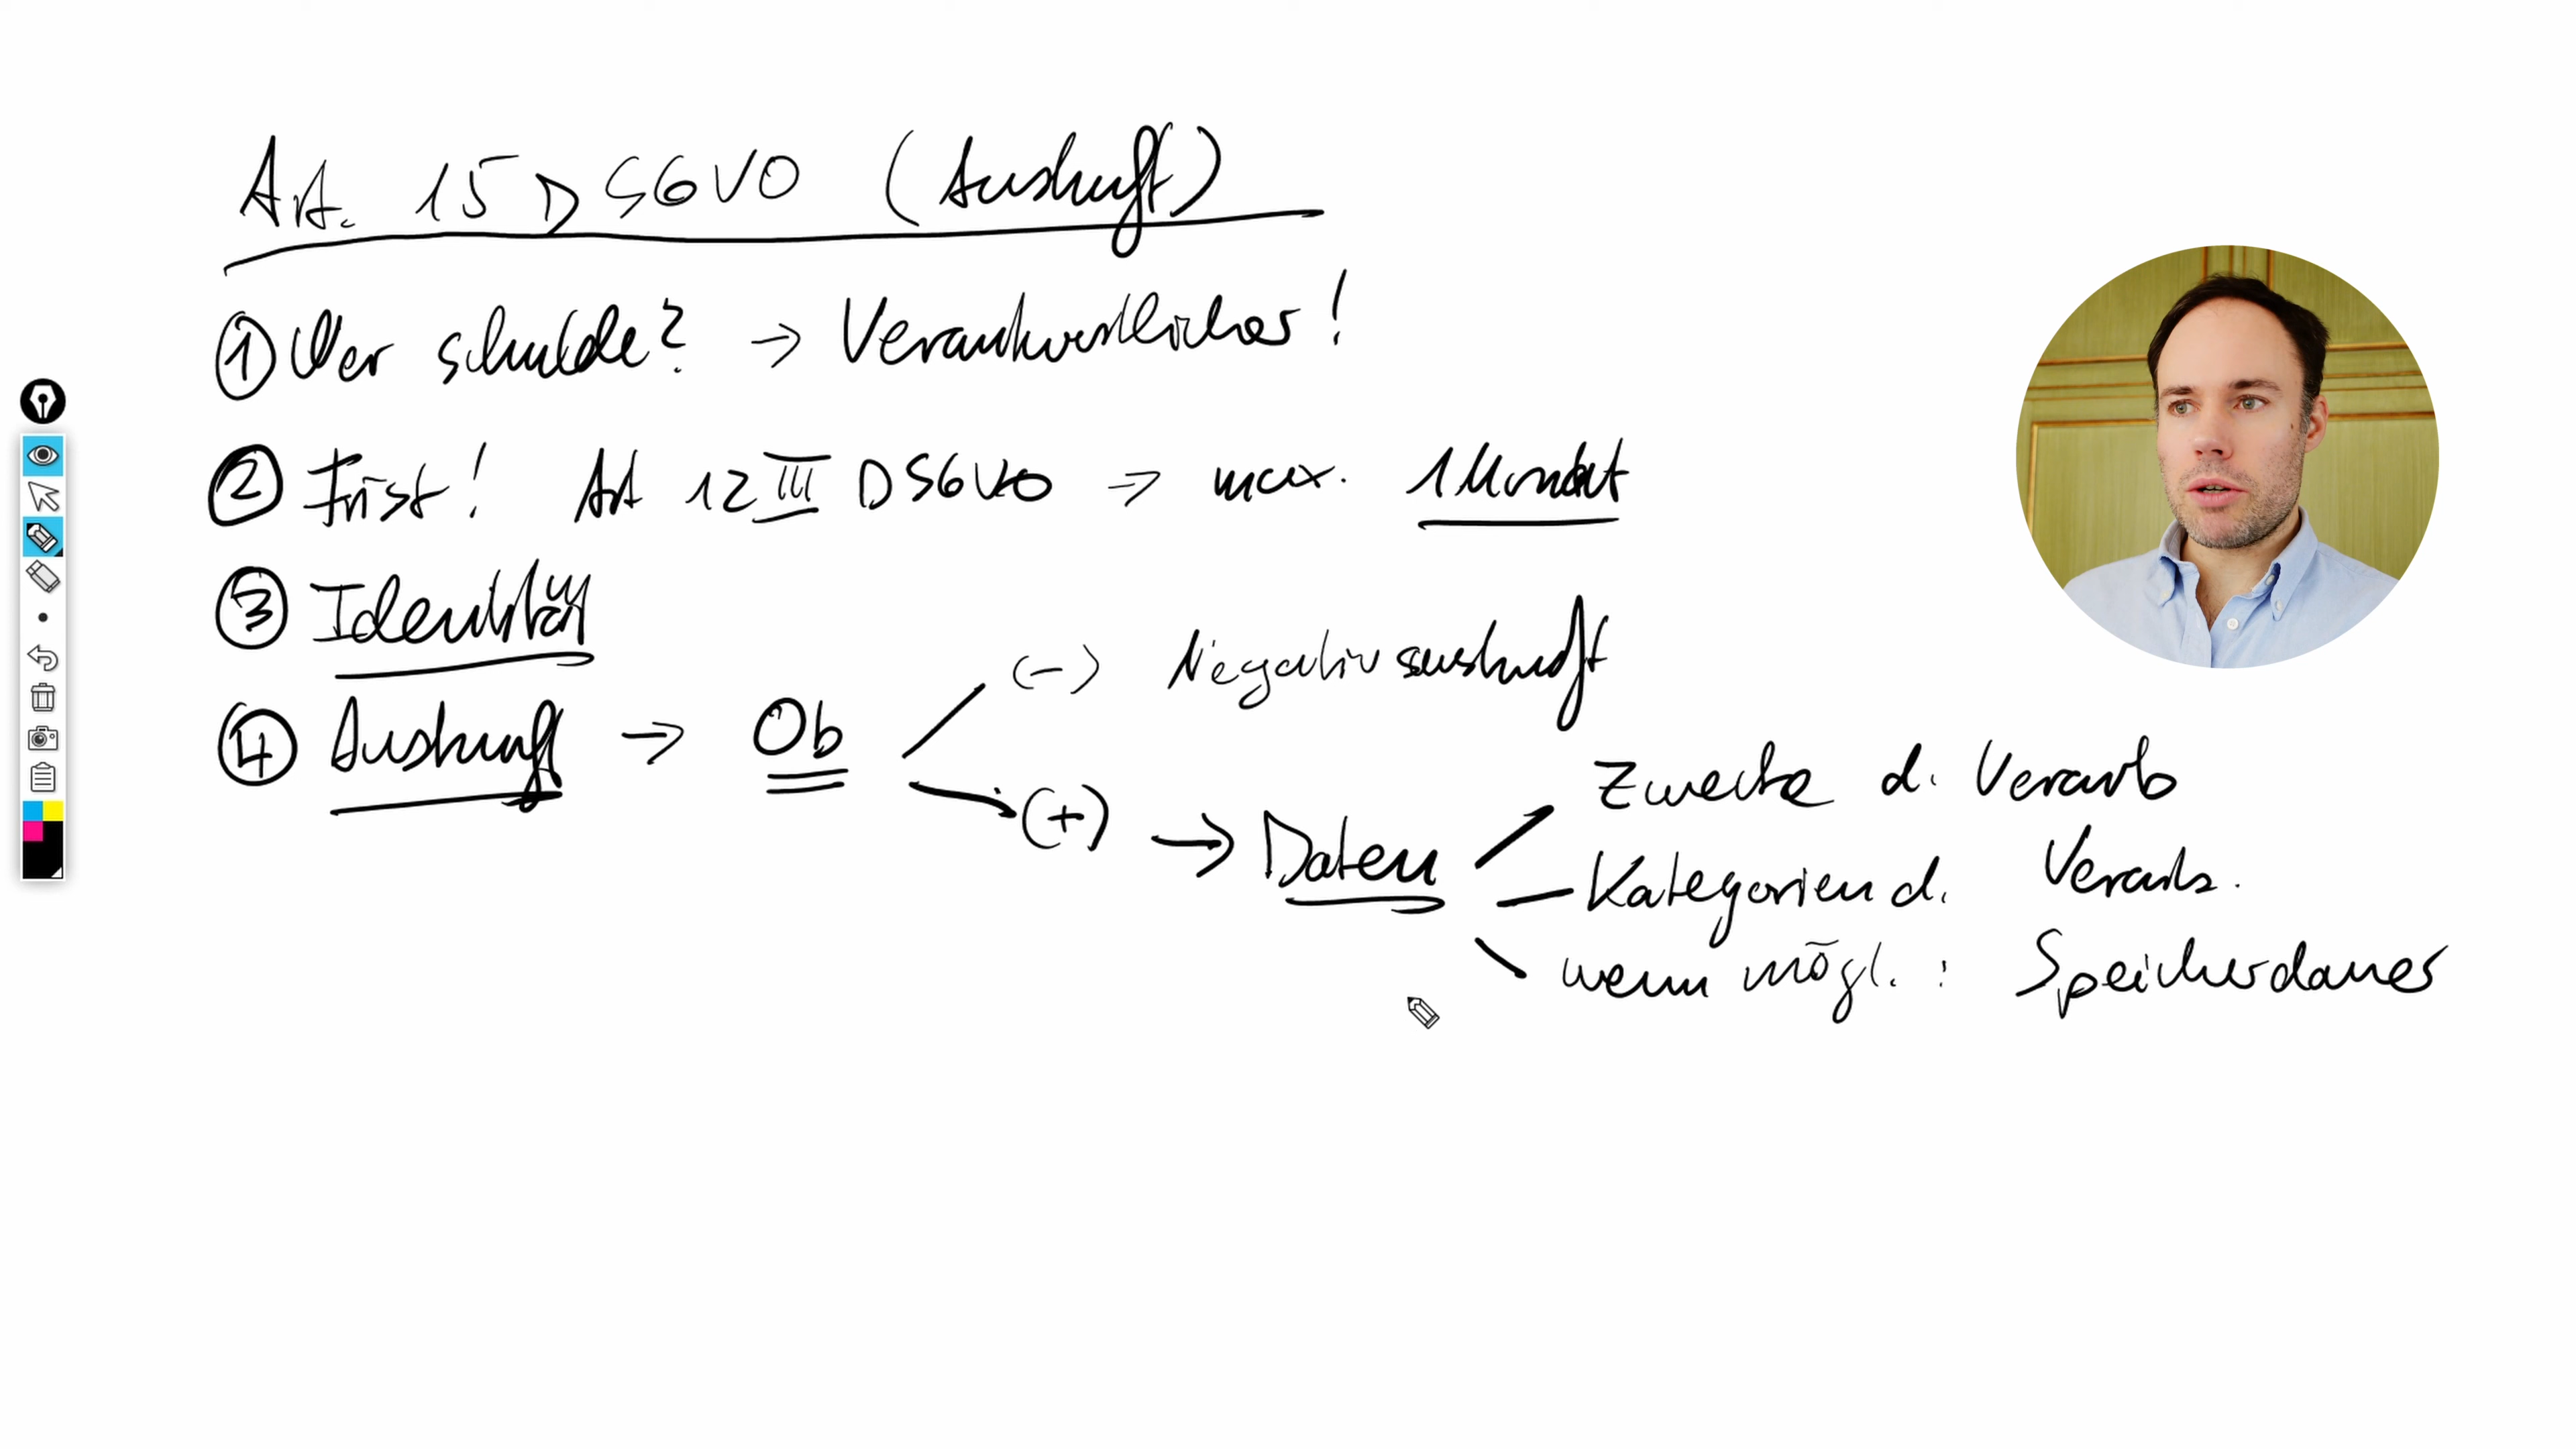 Art. 15 DSGVO (Auskunft)
① Wer schulde? → Verantwortlicher!
② Frist! Art 12 III DSGVO → max. 1 Monat
③ Identität
④ Auskunft → Ob
(-) Negativauskunft
(+) → Daten
Zwecke d. Verarb
Kategorien d. Verarb.
wenn mögl. : Speicherdauer